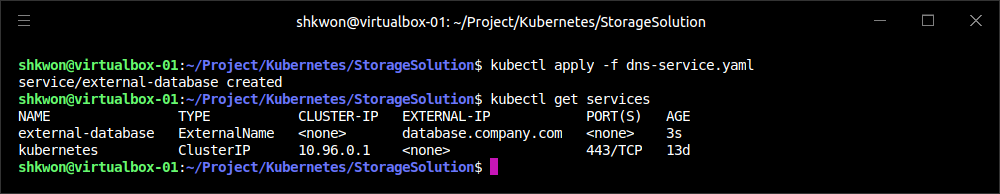 shkwon@virtualbox-01: ~/Project/Kubernetes/StorageSolution
shkwon@virtualbox-01:~/Project/Kubernetes/StorageSolution$ kubectl apply -f dns-service.yaml
service/external-database created
shkwon@virtualbox-01:~/Project/Kubernetes/StorageSolution$ kubectl get services
NAME                TYPE           CLUSTER-IP   EXTERNAL-IP            PORT(S)   AGE
external-database   ExternalName   <none>       database.company.com   <none>    3s
kubernetes          ClusterIP      10.96.0.1    <none>                 443/TCP   13d
shkwon@virtualbox-01:~/Project/Kubernetes/StorageSolution$